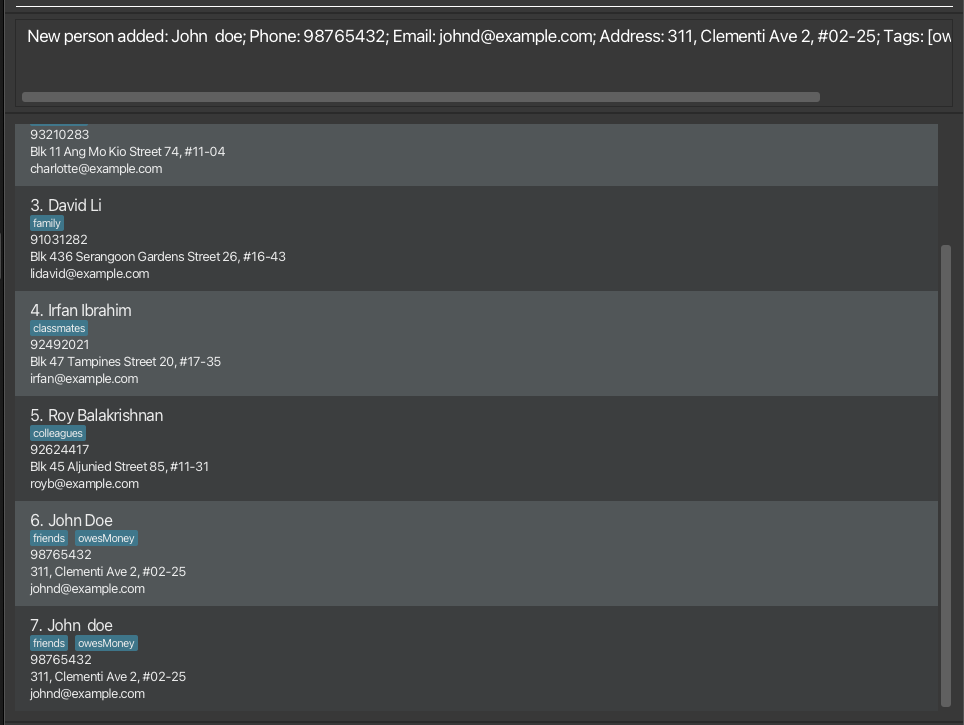 New person added: John  doe; Phone: 98765432; Email: johnd@example.com; Address: 311, Clementi Ave 2, #02-25; Tags: [ow
93210283
Blk 11 Ang Mo Kio Street 74, #11-04
charlotte@example.com
3. David Li
family
91031282
Blk 436 Serangoon Gardens Street 26, #16-43
lidavid@example.com
4. Irfan Ibrahim
classmates
92492021
Blk 47 Tampines Street 20, #17-35
irfan@example.com
5. Roy Balakrishnan
colleagues
92624417
Blk 45 Aljunied Street 85, #11-31
royb@example.com
6. John Doe
friends owesMoney
98765432
311, Clementi Ave 2, #02-25
johnd@example.com
7. John  doe
friends owesMoney
98765432
311, Clementi Ave 2, #02-25
johnd@example.com